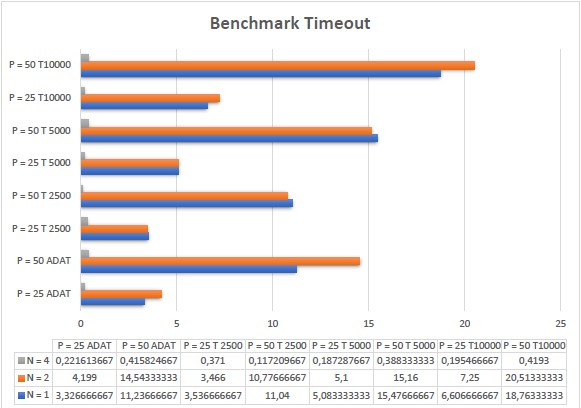 Benchmark Timeout
P = 50 T10000
P = 25 T10000
P = 50 T 5000
P = 25 T 5000
P = 50 T 2500
P = 25 T 2500
P = 50 ADAT
P = 25 ADAT
0 5 10 15 20 25
P = 25 ADAT P = 50 ADAT P = 25 T 2500 P = 50 T 2500 P = 25 T 5000 P = 50 T 5000 P = 25 T10000 P = 50 T10000
N = 4 0,221613667 0,415824667 0,371 0,117209667 0,187287667 0,388333333 0,195466667 0,4193
N = 2 4,199 14,54333333 3,466 10,77666667 5,1 15,16 7,25 20,51333333
N = 1 3,326666667 11,23666667 3,536666667 11,04 5,083333333 15,47666667 6,606666667 18,76333333